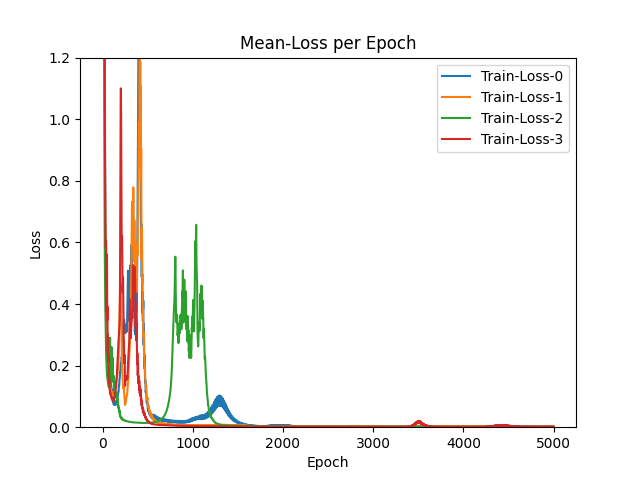 Mean-Loss per Epoch
Loss
1.2
1.0
0.8
0.6
0.4
0.2
0.0
Train-Loss-0
Train-Loss-1
Train-Loss-2
Train-Loss-3
0 1000 2000 3000 4000 5000
Epoch